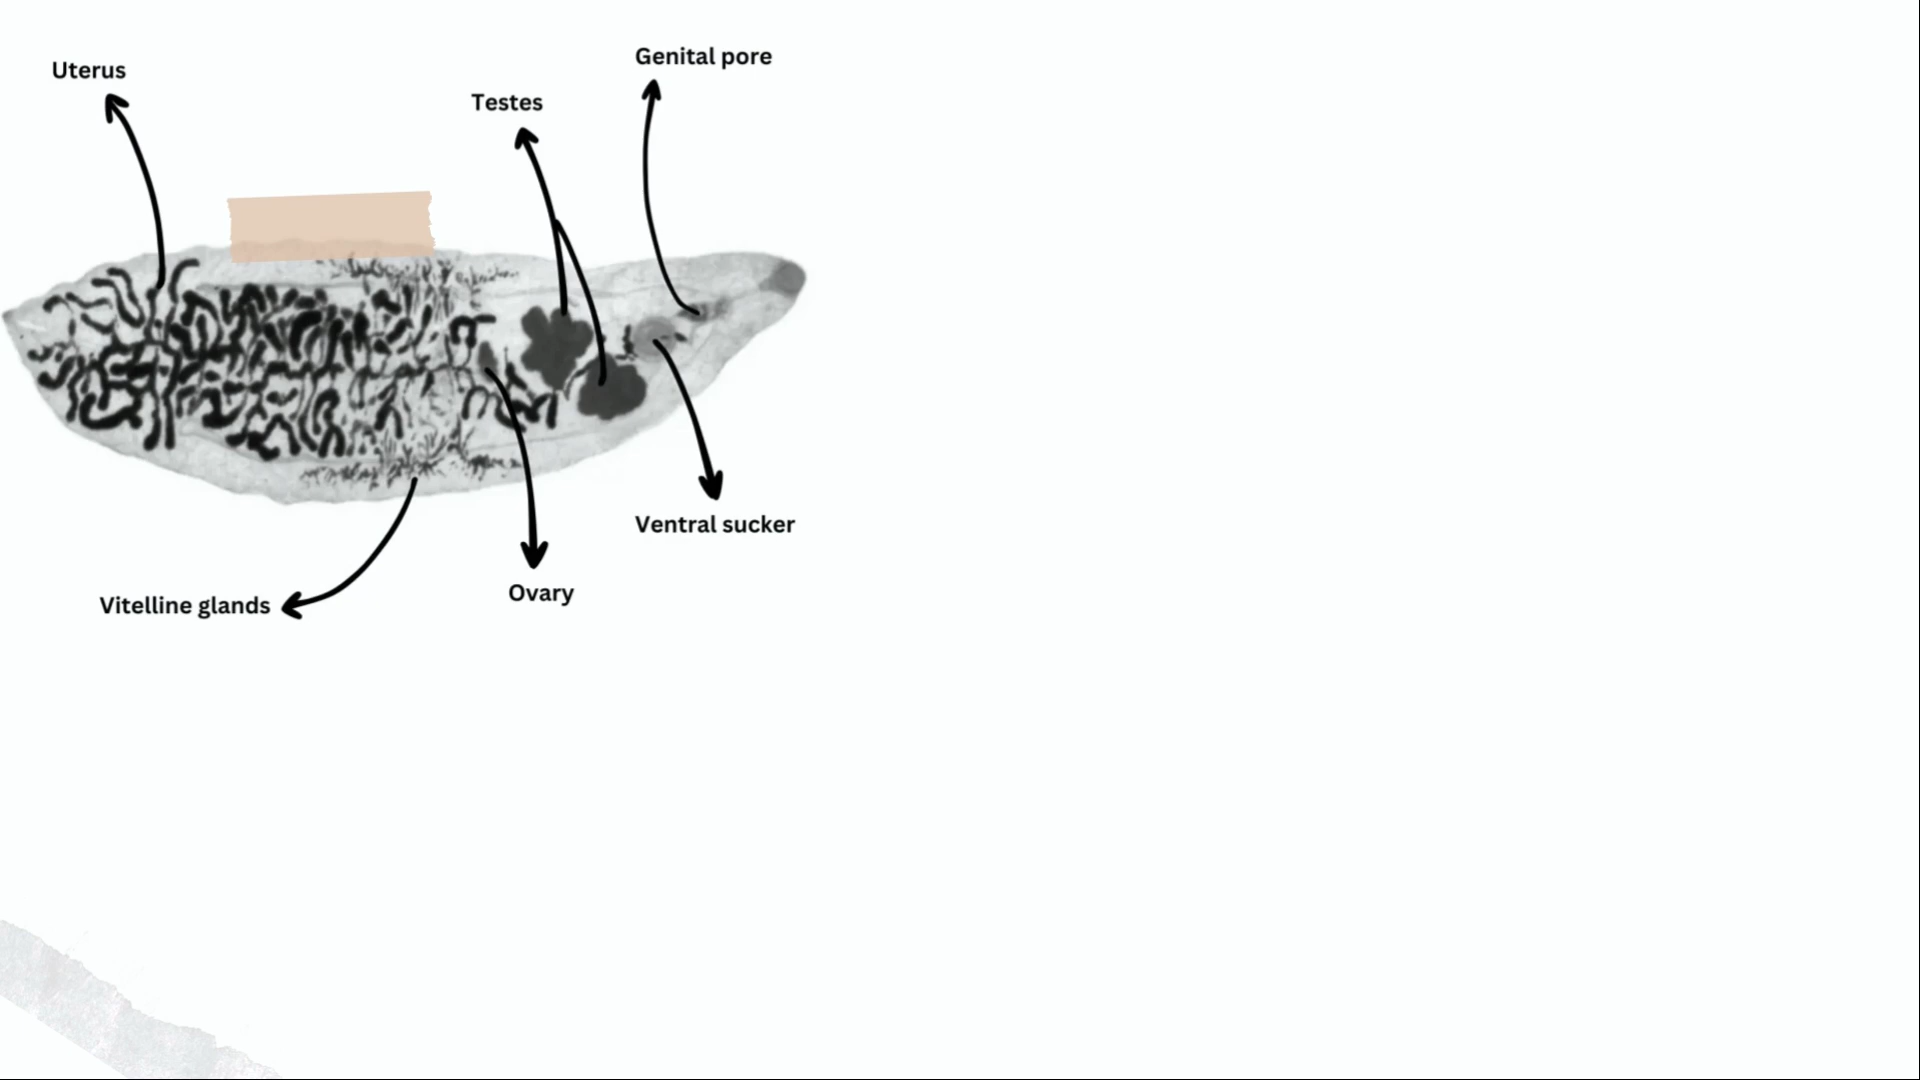 Genital pore
Uterus
Testes
Ventral sucker
Ovary
Vitelline glands